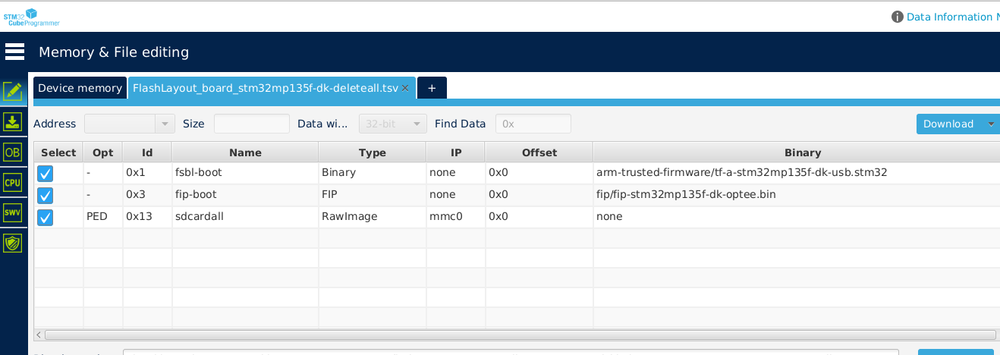 STM32
CubeProgrammer
Data Information
Memory & File editing
Device memory FlashLayout_board_stm32mp135f-dk-deleteall.tsv × +
Address Size Data wi... 32-bit Find Data 0x Download
Select Opt Id Name Type IP Offset Binary
- 0x1 fsbl-boot Binary none 0x0 arm-trusted-firmware/tf-a-stm32mp135f-dk-usb.stm32
- 0x3 fip-boot FIP none 0x0 fip/fip-stm32mp135f-dk-optee.bin
PED 0x13 sdcardall RawImage mmc0 0x0 none
OB
CPU
SWV